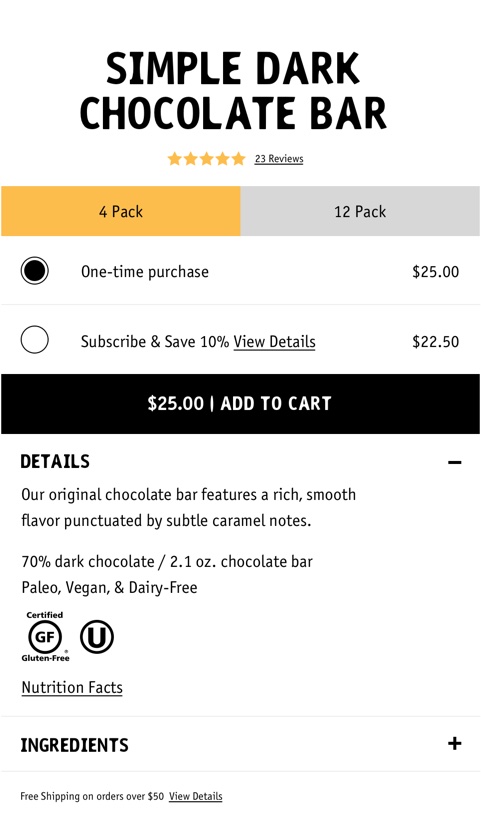 SIMPLE DARK
CHOCOLATE BAR
23 Reviews
4 Pack
12 Pack
One-time purchase $25.00
Subscribe & Save 10% View Details $22.50
$25.00 | ADD TO CART
DETAILS
Our original chocolate bar features a rich, smooth
flavor punctuated by subtle caramel notes.
70% dark chocolate / 2.1 oz. chocolate bar
Paleo, Vegan, & Dairy-Free
Certified
GF
Gluten-Free
U
Nutrition Facts
INGREDIENTS
Free Shipping on orders over $50 View Details